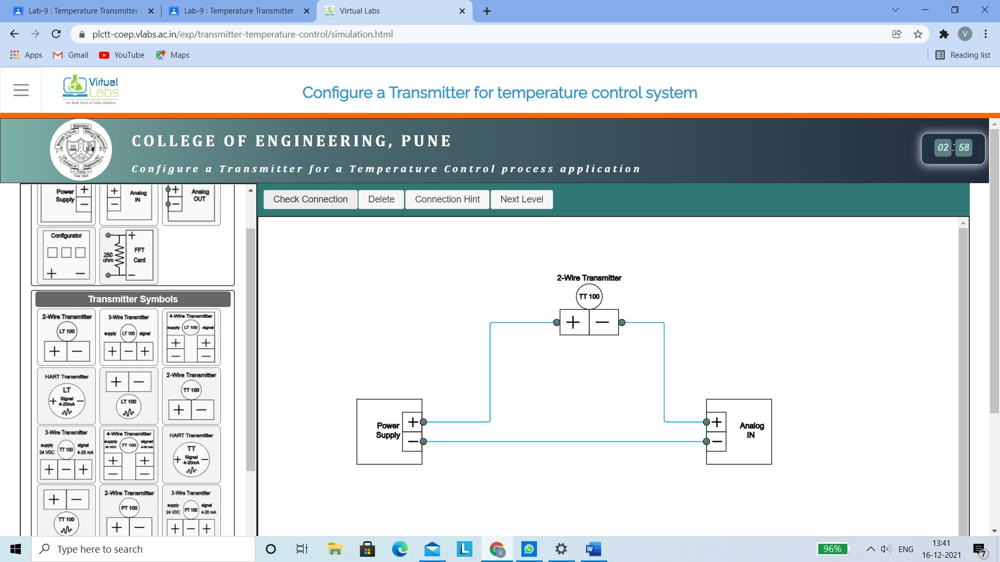 Lab-9 : Temperature Transmitter
Lab-9 : Temperature Transmitter
Virtual Labs
plctt-coep.vlabs.ac.in/exp/transmitter-temperature-control/simulation.html
V
Apps
Gmail
YouTube
Maps
Reading list
Virtual
Labs
An MoE Govt of India Initiative
Configure a Transmitter for temperature control system
COLLEGE OF ENGINEERING, PUNE
Configure a Transmitter for a Temperature Control process application
02 : 58
Check Connection
Delete
Connection Hint
Next Level
Power
Supply
+
−
+
−
Analog
IN
+
−
Analog
OUT
Configurator
+ −
250
ohm
+
FFT
Card
−
Transmitter Symbols
2-Wire Transmitter
LT 100
+ −
3-Wire Transmitter
supply LT 100 signal
+ − +
4-Wire Transmitter
supply LT 100 signal
+ +
− −
HART Transmitter
LT
+ Signal −
4-20mA
+ −
LT 100
2-Wire Transmitter
TT 100
+ −
3-Wire Transmitter
supply TT 100 signal
24 VDC 4-20 mA
+ − +
4-Wire Transmitter
supply TT 100 signal
24 VDC 4-20 mA
+ +
− −
HART Transmitter
TT
+ Signal −
4-20mA
+ −
TT 100
2-Wire Transmitter
PT 100
+ −
3-Wire Transmitter
supply PT 100 signal
24 VDC 4-20 mA
+ − +
2-Wire Transmitter
TT 100
+ −
Power
Supply
+
−
+
−
Analog
IN
Type here to search
L
V
W
96%
ENG
13:41
16-12-2021
7